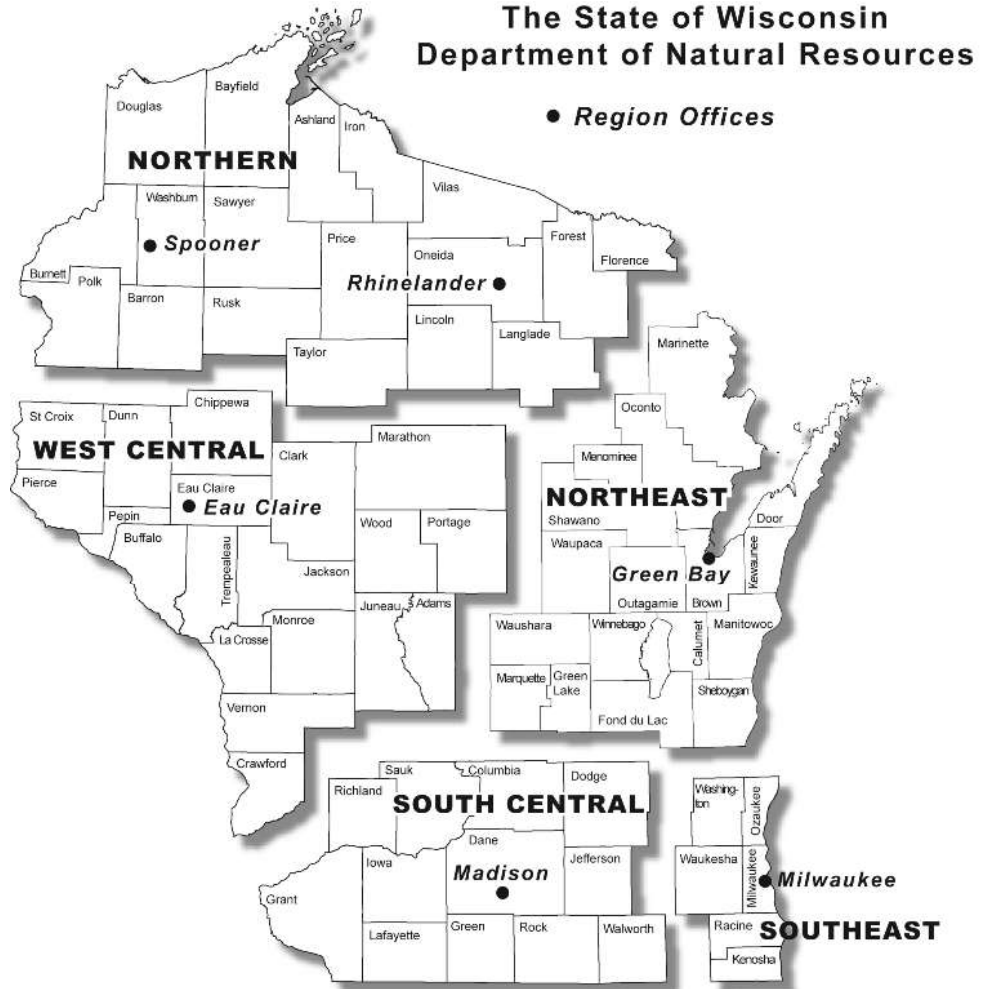 The State of Wisconsin
Department of Natural Resources
Region Offices
Douglas
Bayfield
Ashland
Iron
NORTHERN
Vilas
Washburn
Sawyer
Spooner
Price
Forest
Oneida
Florence
Burnett
Polk
Rhinelander
Barron
Rusk
Lincoln
Langlade
Taylor
Marinette
Chippewa
St Croix
Dunn
WEST CENTRAL
Clark
Marathon
Pierce
Eau Claire
Eau Claire
Pepin
Buffalo
Trempealeau
Wood
Portage
Jackson
Juneau
Adams
Monroe
La Crosse
Vernon
Crawford
Oconto
Menominee
NORTHEAST
Shawano
Door
Waupaca
Green Bay
Kewaunee
Outagamie
Brown
Waushara
Winnebago
Calumet
Manitowoc
Marquette
Green
Lake
Sheboygan
Fond du Lac
Sauk
Columbia
Dodge
Richland
SOUTH CENTRAL
Dane
Iowa
Jefferson
Madison
Grant
Lafayette
Green
Rock
Walworth
Washing-
ton
Ozaukee
Waukesha
Milwaukee
Milwaukee
Racine
SOUTHEAST
Kenosha